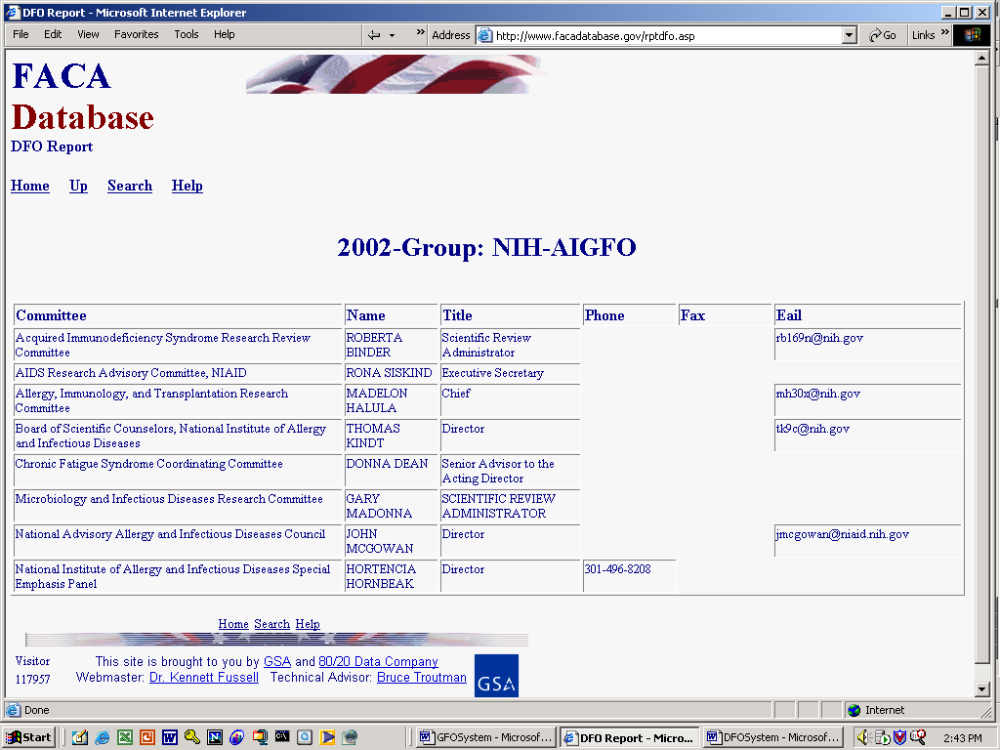 DFO Report - Microsoft Internet Explorer
File Edit View Favorites Tools Help » Address http://www.facadatabase.gov/rptdfo.asp Go Links »
FACA
Database
DFO Report
Home Up Search Help
2002-Group: NIH-AIGFO
Committee Name Title Phone Fax Eail
Acquired Immunodeficiency Syndrome Research Review ROBERTA Scientific Review rb169n@nih.gov
Committee BINDER Administrator
AIDS Research Advisory Committee, NIAID RONA SISKIND Executive Secretary
Allergy, Immunology, and Transplantation Research MADELON Chief mh30x@nih.gov
Committee HALULA
Board of Scientific Counselors, National Institute of Allergy THOMAS Director tk9c@nih.gov
and Infectious Diseases KINDT
Chronic Fatigue Syndrome Coordinating Committee DONNA DEAN Senior Advisor to the
Acting Director
Microbiology and Infectious Diseases Research Committee GARY SCIENTIFIC REVIEW
MADONNA ADMINISTRATOR
National Advisory Allergy and Infectious Diseases Council JOHN Director jmcgowan@niaid.nih.gov
MCGOWAN
National Institute of Allergy and Infectious Diseases Special HORTENCIA Director 301-496-8208
Emphasis Panel HORNBEAK
Home Search Help
Visitor This site is brought to you by GSA and 80/20 Data Company
117957 Webmaster: Dr. Kennett Fussell Technical Advisor: Bruce Troutman GSA
Done Internet
Start GFOSystem - Microsof... DFO Report - Micro... DFOSystem - Microsof... 2:43 PM